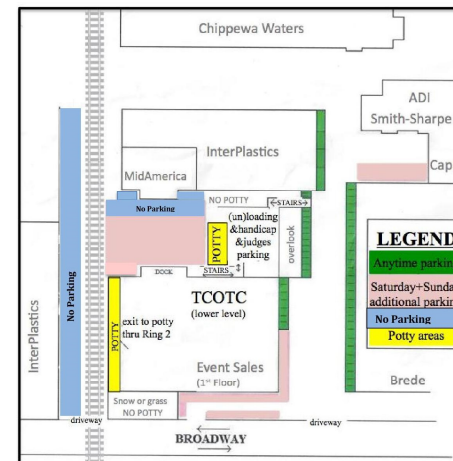 Chippewa Waters
ADI
Smith-Sharpe
InterPlastics
Cap
MidAmerica
NO POTTY
STAIRS
No Parking
(un)loading
&handicap
&judges
parking
POTTY
overlook
LEGEND
Anytime parkin
Saturday+Sunda
additional parkin
No Parking
Potty areas
DOCK
STAIRS
No Parking
TCOTC
(lower level)
InterPlastics
POTTY
exit to potty
thru Ring 2
Event Sales
(1st Floor)
Brede
Snow or grass
NO POTTY
driveway
driveway
BROADWAY